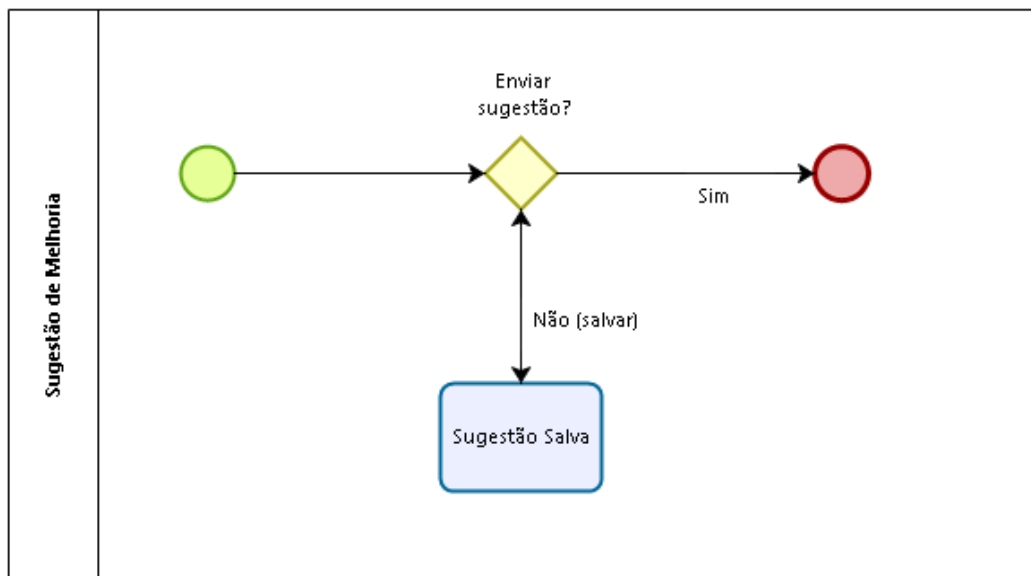 Sugestão de Melhoria
Enviar
sugestão?
Sim
Não (salvar)
Sugestão Salva